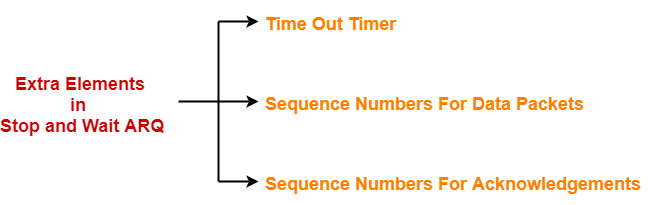 Extra Elements
in
Stop and Wait ARQ
Time Out Timer
Sequence Numbers For Data Packets
Sequence Numbers For Acknowledgements